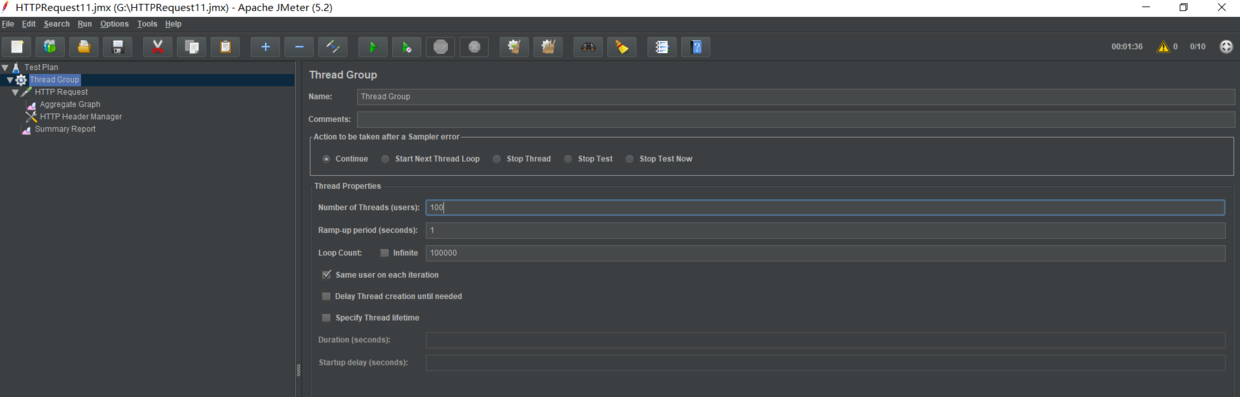 HTTPRequest11.jmx (G:\HTTPRequest11.jmx) - Apache JMeter (5.2)
File Edit Search Run Options Tools Help
00:01:36 0 0/10
Test Plan
Thread Group
HTTP Request
Aggregate Graph
HTTP Header Manager
Summary Report
Thread Group
Name: Thread Group
Comments:
Action to be taken after a Sampler error
Continue Start Next Thread Loop Stop Thread Stop Test Stop Test Now
Thread Properties
Number of Threads (users): 100
Ramp-up period (seconds): 1
Loop Count: Infinite 100000
Same user on each iteration
Delay Thread creation until needed
Specify Thread lifetime
Duration (seconds):
Startup delay (seconds):